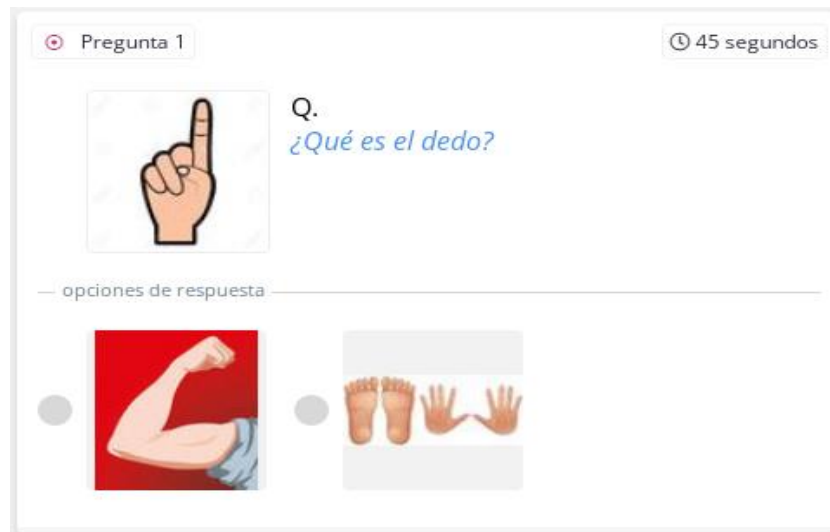 Pregunta 1
45 segundos
Q.
¿Qué es el dedo?
opciones de respuesta